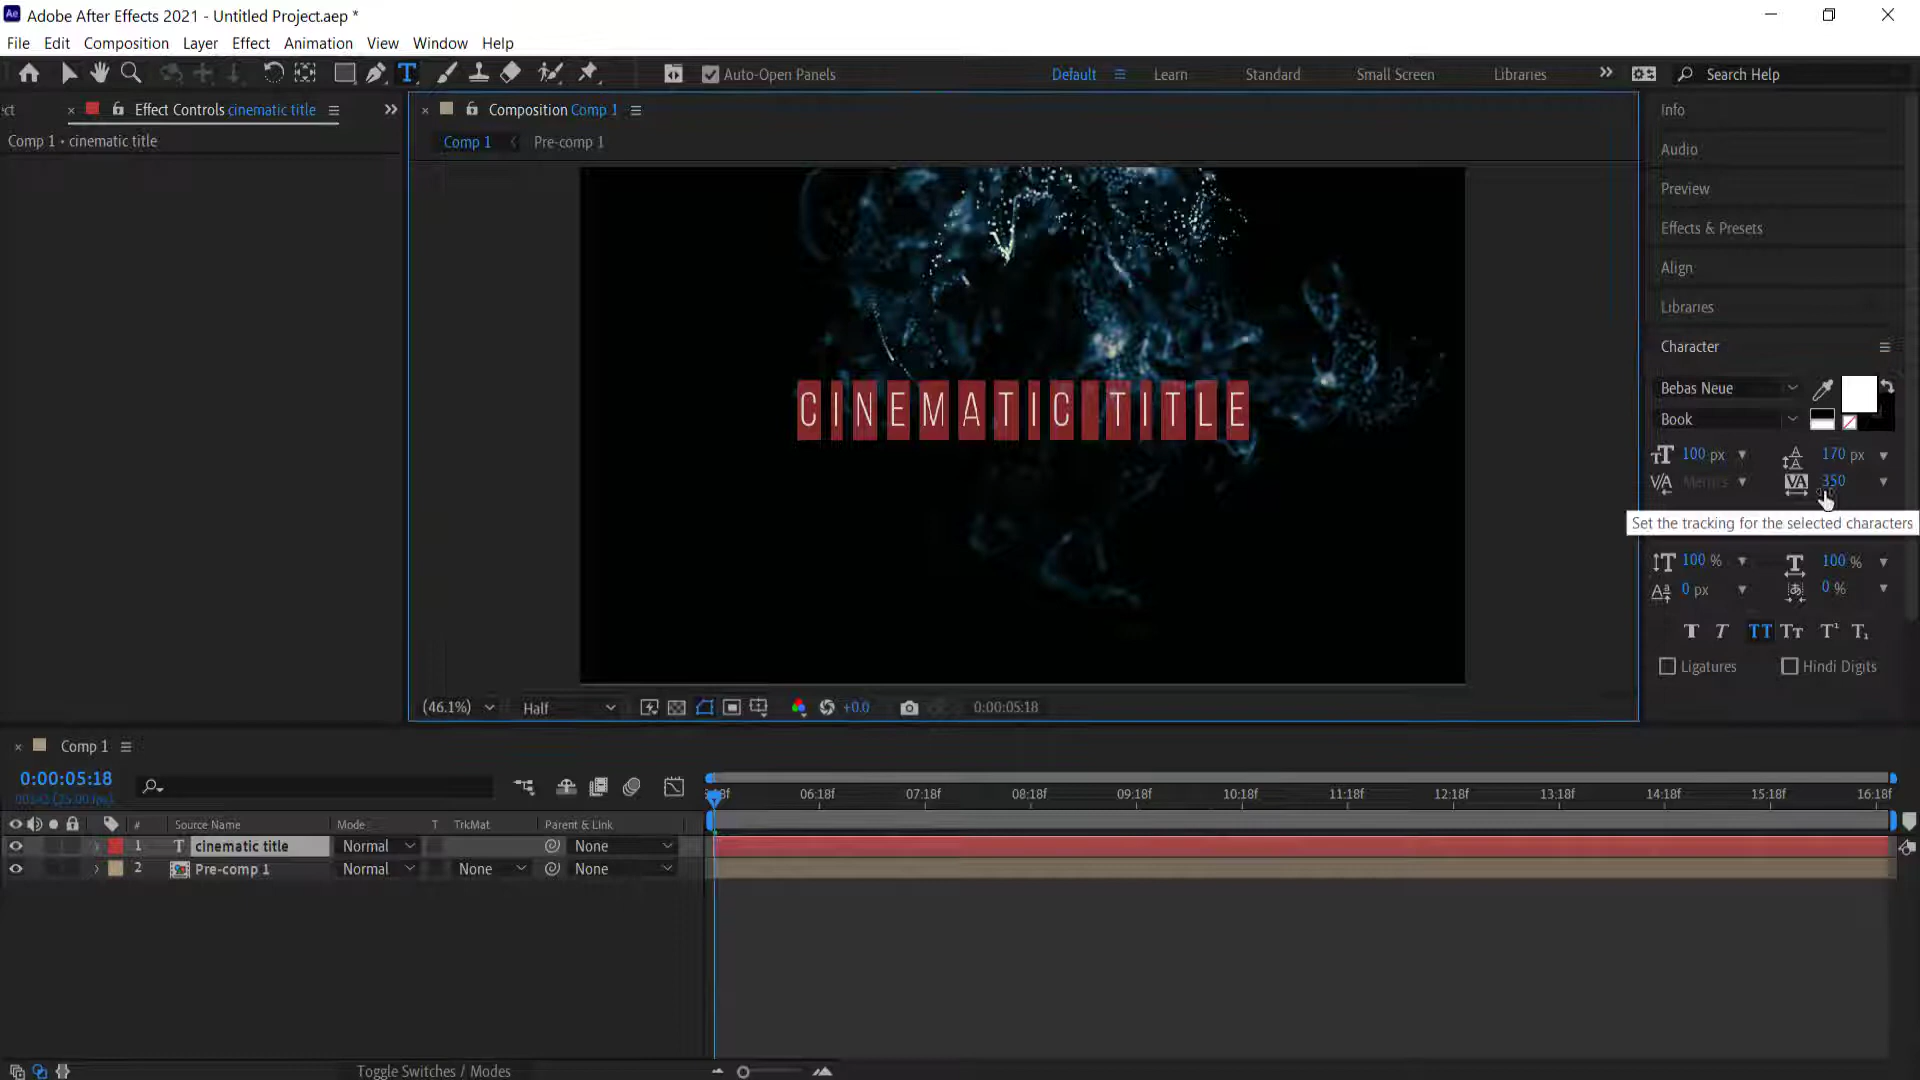 Adobe After Effects 2021 - Untitled Project.aep *
File Edit Composition Layer Effect Animation View Window Help
Auto-Open Panels Default Learn Standard Small Screen Libraries Search Help
Effect Controls cinematic title
Composition Comp 1
Comp 1 • cinematic title
Comp 1 Pre-comp 1
CINEMATIC TITLE
(46.1%) Half +0.0 0:00:05:18
Info
Audio
Preview
Effects & Presets
Align
Libraries
Character
Bebas Neue
Book
100 px 170 px
Metrics 350
Set the tracking for the selected characters
100 % 100 %
0 px 0 %
Ligatures Hindi Digits
Comp 1
0:00:05:18
06:18f 07:18f 08:18f 09:18f 10:18f 11:18f 12:18f 13:18f 14:18f 15:18f 16:18f
# Source Name Mode T TrkMat Parent & Link
1 T cinematic title Normal None
2 Pre-comp 1 Normal None None
Toggle Switches / Modes